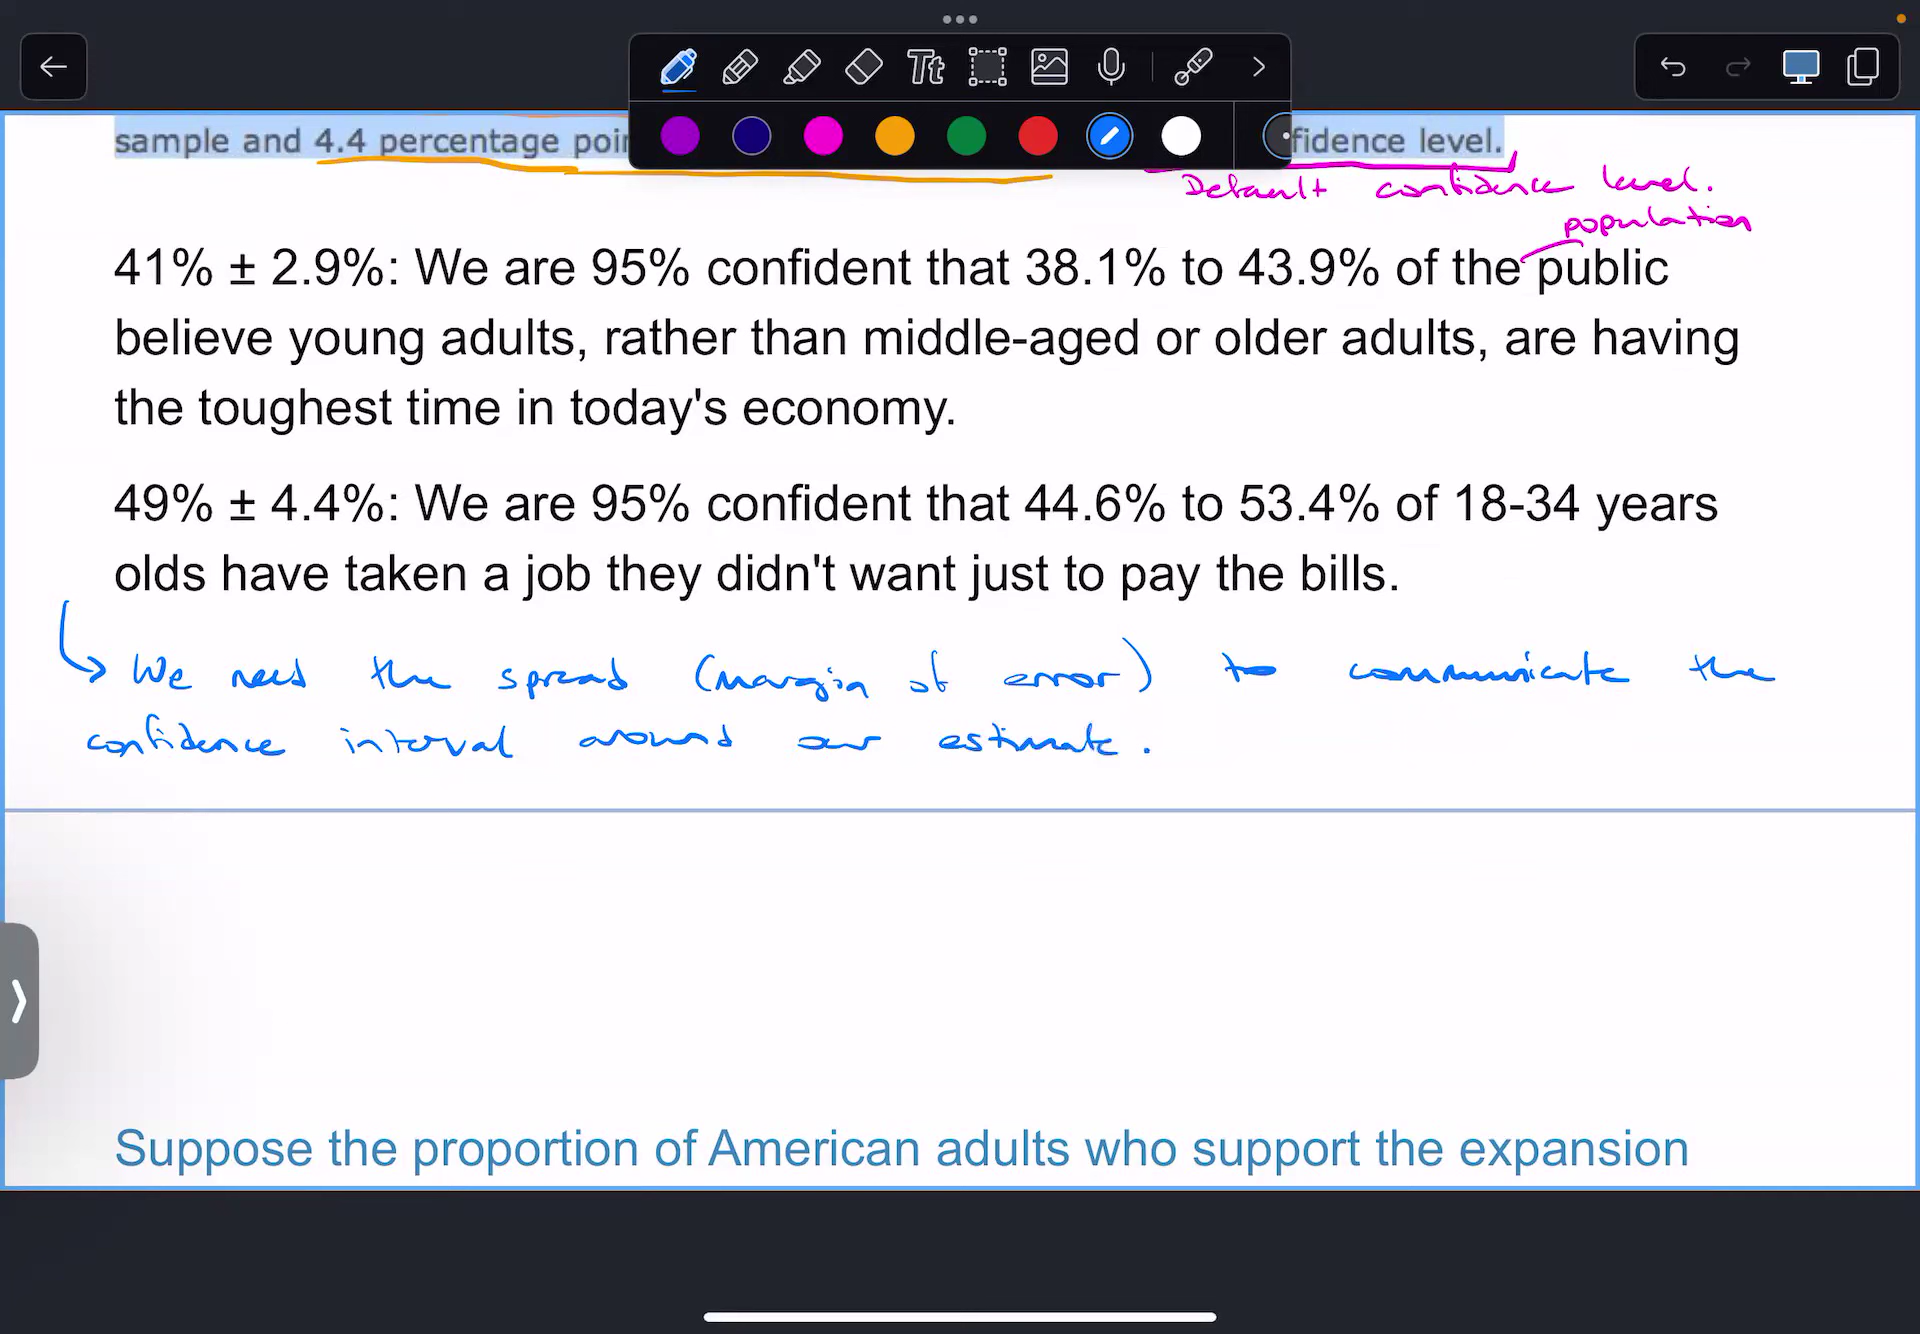 Tt
sample and 4.4 percentage poi
fidence level.
Default confidence level.
population
41% ± 2.9%: We are 95% confident that 38.1% to 43.9% of the public
believe young adults, rather than middle-aged or older adults, are having
the toughest time in today's economy.
49% ± 4.4%: We are 95% confident that 44.6% to 53.4% of 18-34 years
olds have taken a job they didn't want just to pay the bills.
We need the spread (margin of error) to communicate the
confidence interval around our estimate.
Suppose the proportion of American adults who support the expansion